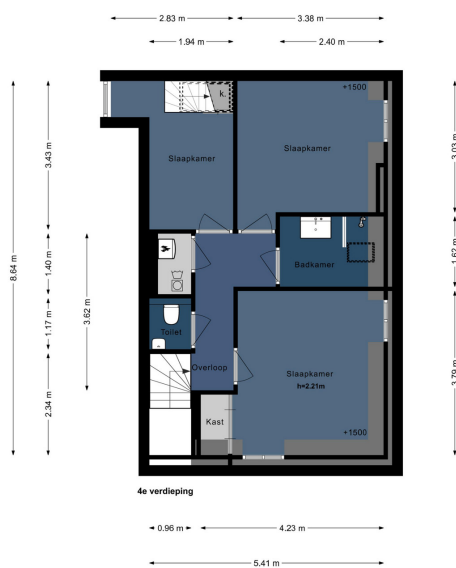 2.83 m
3.38 m
1.94 m
2.40 m
k.
+1500
Slaapkamer
Slaapkamer
8.64 m
3.43 m
3.03 m
1.40 m
3.62 m
1.62 m
Badkamer
1.17 m
Toilet
Overloop
Slaapkamer
h=2.21m
3.79 m
2.34 m
Kast
+1500
4e verdieping
0.96 m
4.23 m
5.41 m